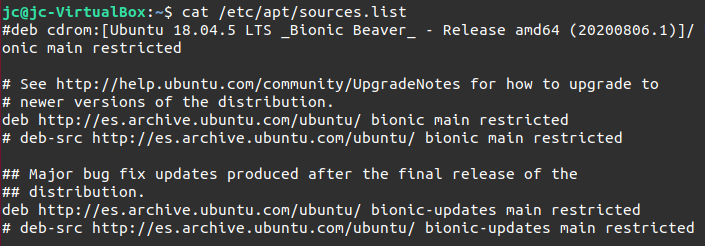 jc@jc-VirtualBox:~$ cat /etc/apt/sources.list
#deb cdrom:[Ubuntu 18.04.5 LTS _Bionic Beaver_ - Release amd64 (20200806.1)]/
onic main restricted

# See http://help.ubuntu.com/community/UpgradeNotes for how to upgrade to
# newer versions of the distribution.
deb http://es.archive.ubuntu.com/ubuntu/ bionic main restricted
# deb-src http://es.archive.ubuntu.com/ubuntu/ bionic main restricted

## Major bug fix updates produced after the final release of the
## distribution.
deb http://es.archive.ubuntu.com/ubuntu/ bionic-updates main restricted
# deb-src http://es.archive.ubuntu.com/ubuntu/ bionic-updates main restricted